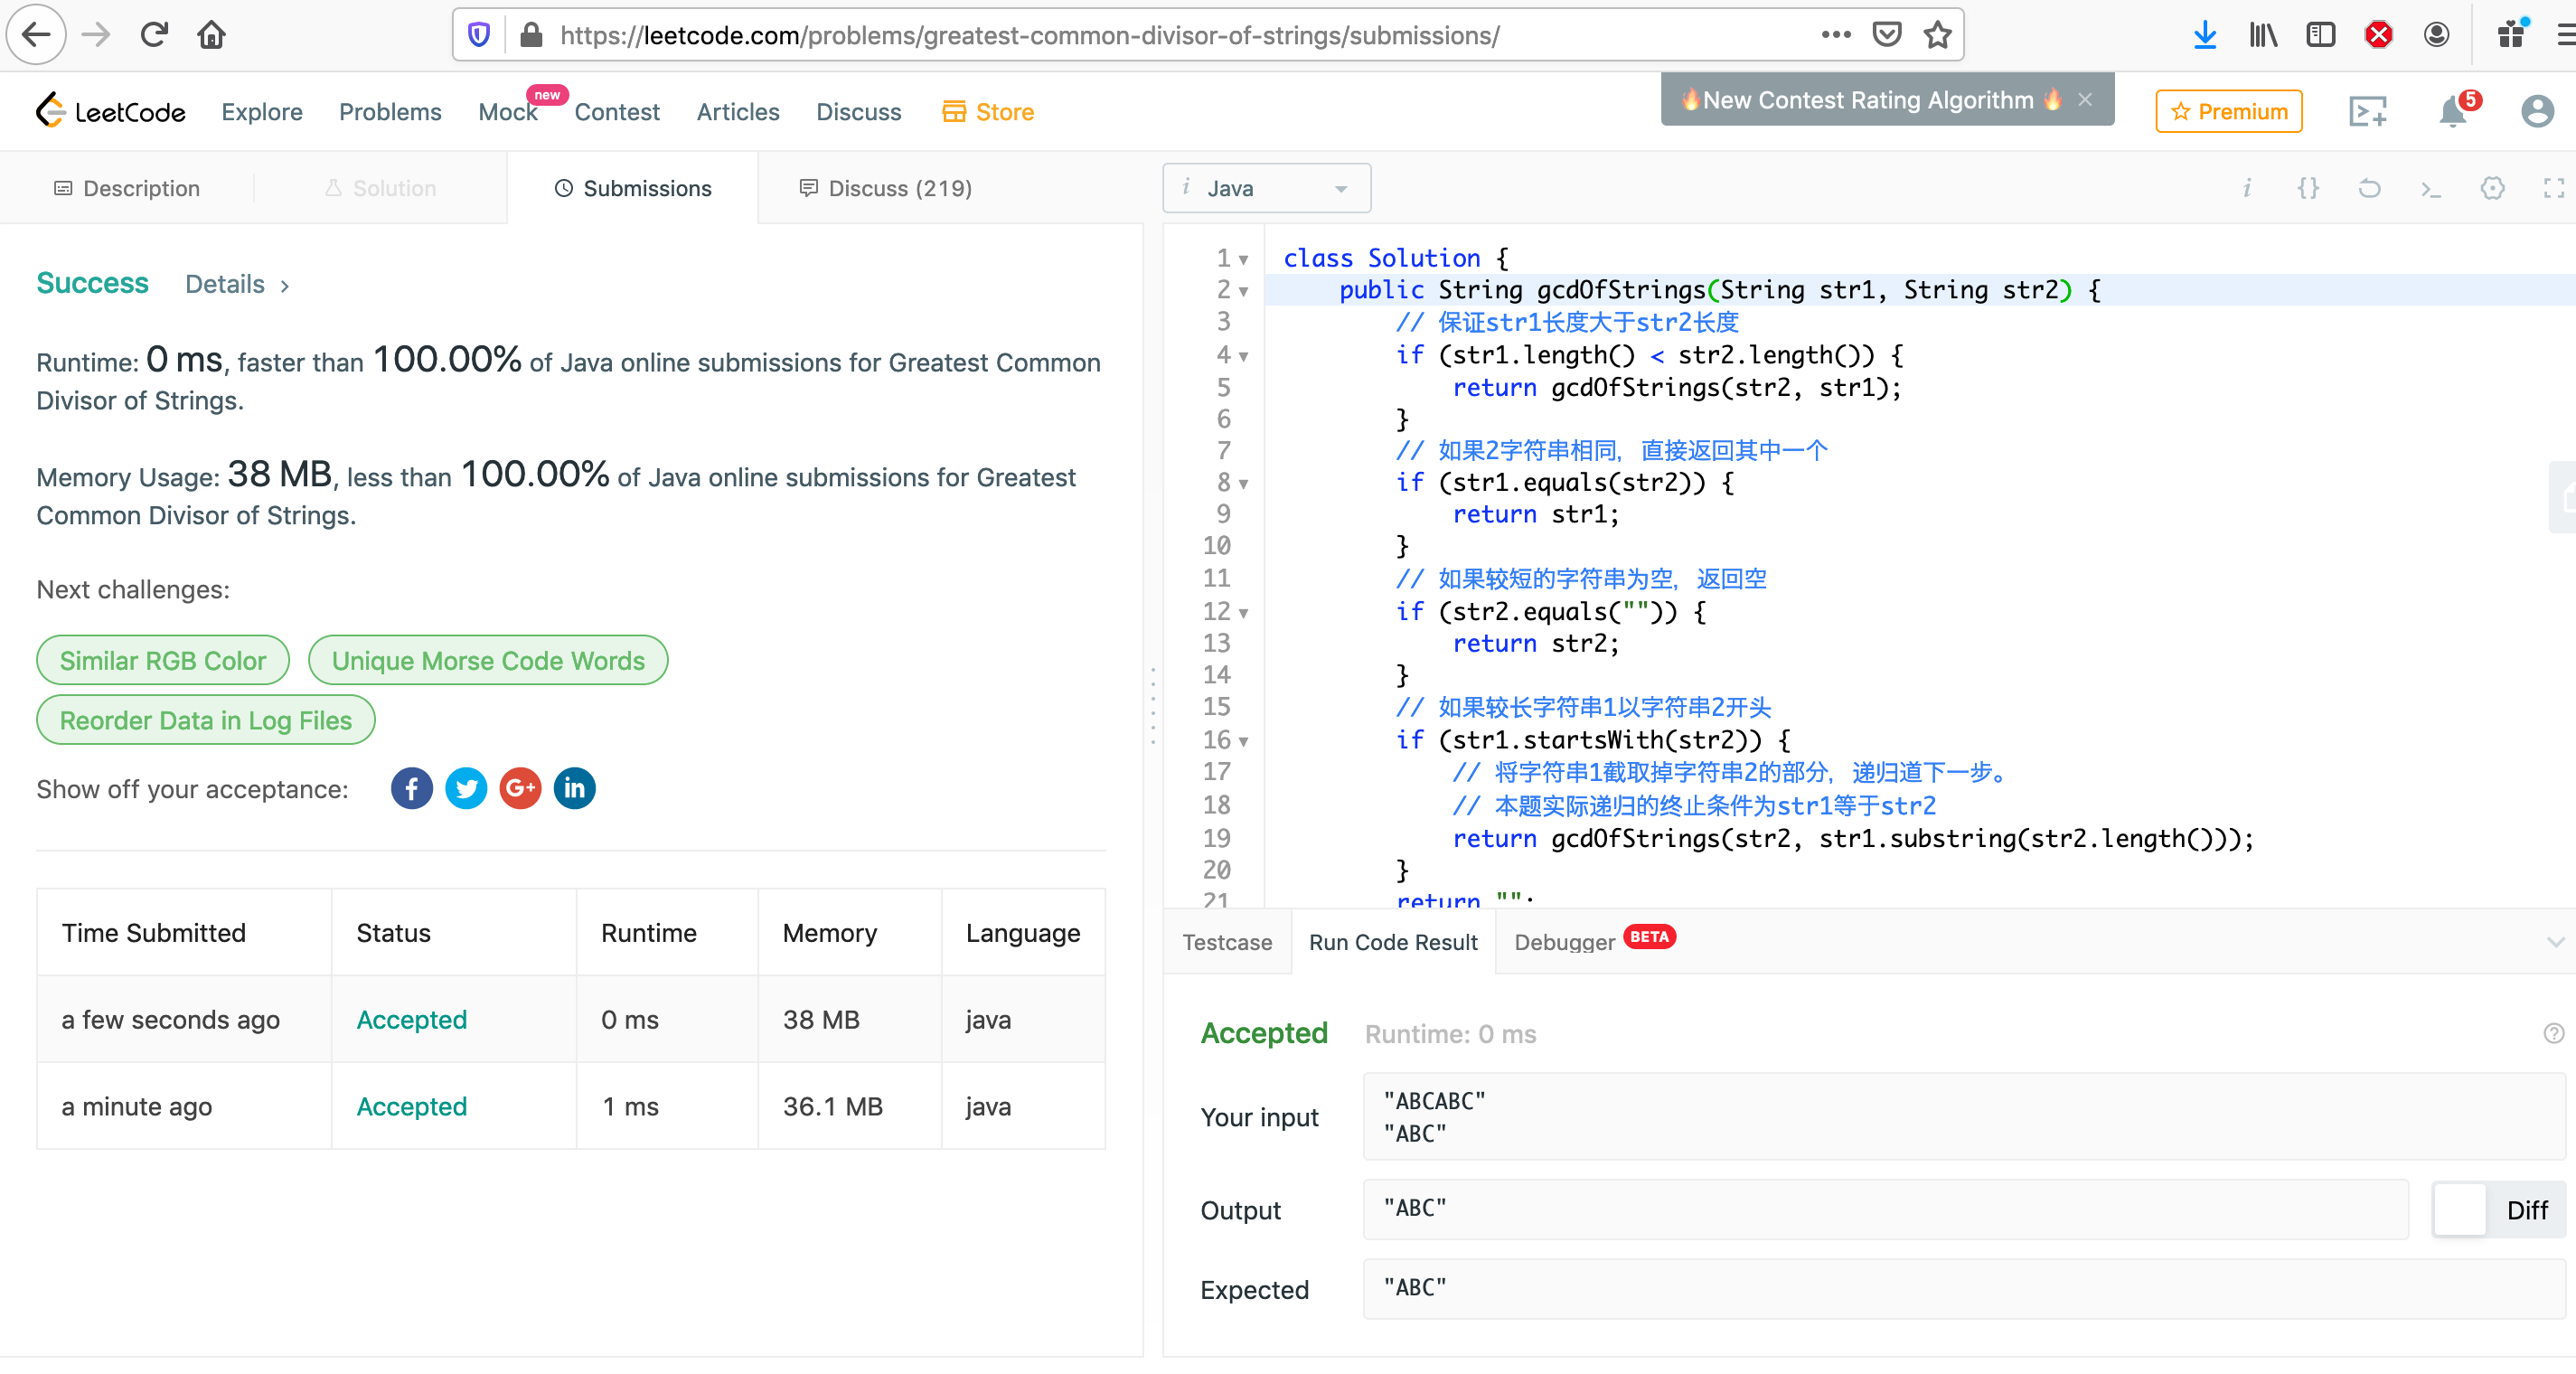 https://leetcode.com/problems/greatest-common-divisor-of-strings/submissions/
LeetCode Explore Problems Mock new Contest Articles Discuss Store
🔥New Contest Rating Algorithm 🔥 ×
Premium
5
Description Solution Submissions Discuss (219)
Success Details >
Runtime: 0 ms, faster than 100.00% of Java online submissions for Greatest Common
Divisor of Strings.
Memory Usage: 38 MB, less than 100.00% of Java online submissions for Greatest
Common Divisor of Strings.
Next challenges:
Similar RGB Color Unique Morse Code Words
Reorder Data in Log Files
Show off your acceptance:
Time Submitted Status Runtime Memory Language
a few seconds ago Accepted 0 ms 38 MB java
a minute ago Accepted 1 ms 36.1 MB java
i Java
1 class Solution {
2 public String gcdOfStrings(String str1, String str2) {
3 // 保证str1长度大于str2长度
4 if (str1.length() < str2.length()) {
5 return gcdOfStrings(str2, str1);
6 }
7 // 如果2字符串相同，直接返回其中一个
8 if (str1.equals(str2)) {
9 return str1;
10 }
11 // 如果较短的字符串为空，返回空
12 if (str2.equals("")) {
13 return str2;
14 }
15 // 如果较长字符串1以字符串2开头
16 if (str1.startsWith(str2)) {
17 // 将字符串1截取掉字符串2的部分，递归道下一步。
18 // 本题实际递归的终止条件为str1等于str2
19 return gcdOfStrings(str2, str1.substring(str2.length()));
20 }
21 return "";
Testcase Run Code Result Debugger BETA
Accepted Runtime: 0 ms
Your input
"ABCABC"
"ABC"
Output "ABC" Diff
Expected "ABC"